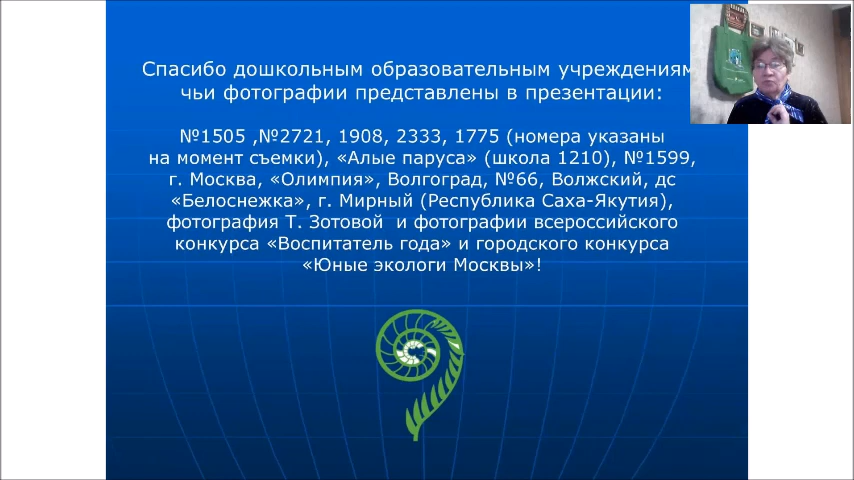 Спасибо дошкольным образовательным учреждениям,
чьи фотографии представлены в презентации:
№1505 ,№2721, 1908, 2333, 1775 (номера указаны
на момент съемки), «Алые паруса» (школа 1210), №1599,
г. Москва, «Олимпия», Волгоград, №66, Волжский, дс
«Белоснежка», г. Мирный (Республика Саха-Якутия),
фотография Т. Зотовой и фотографии всероссийского
конкурса «Воспитатель года» и городского конкурса
«Юные экологи Москвы»!